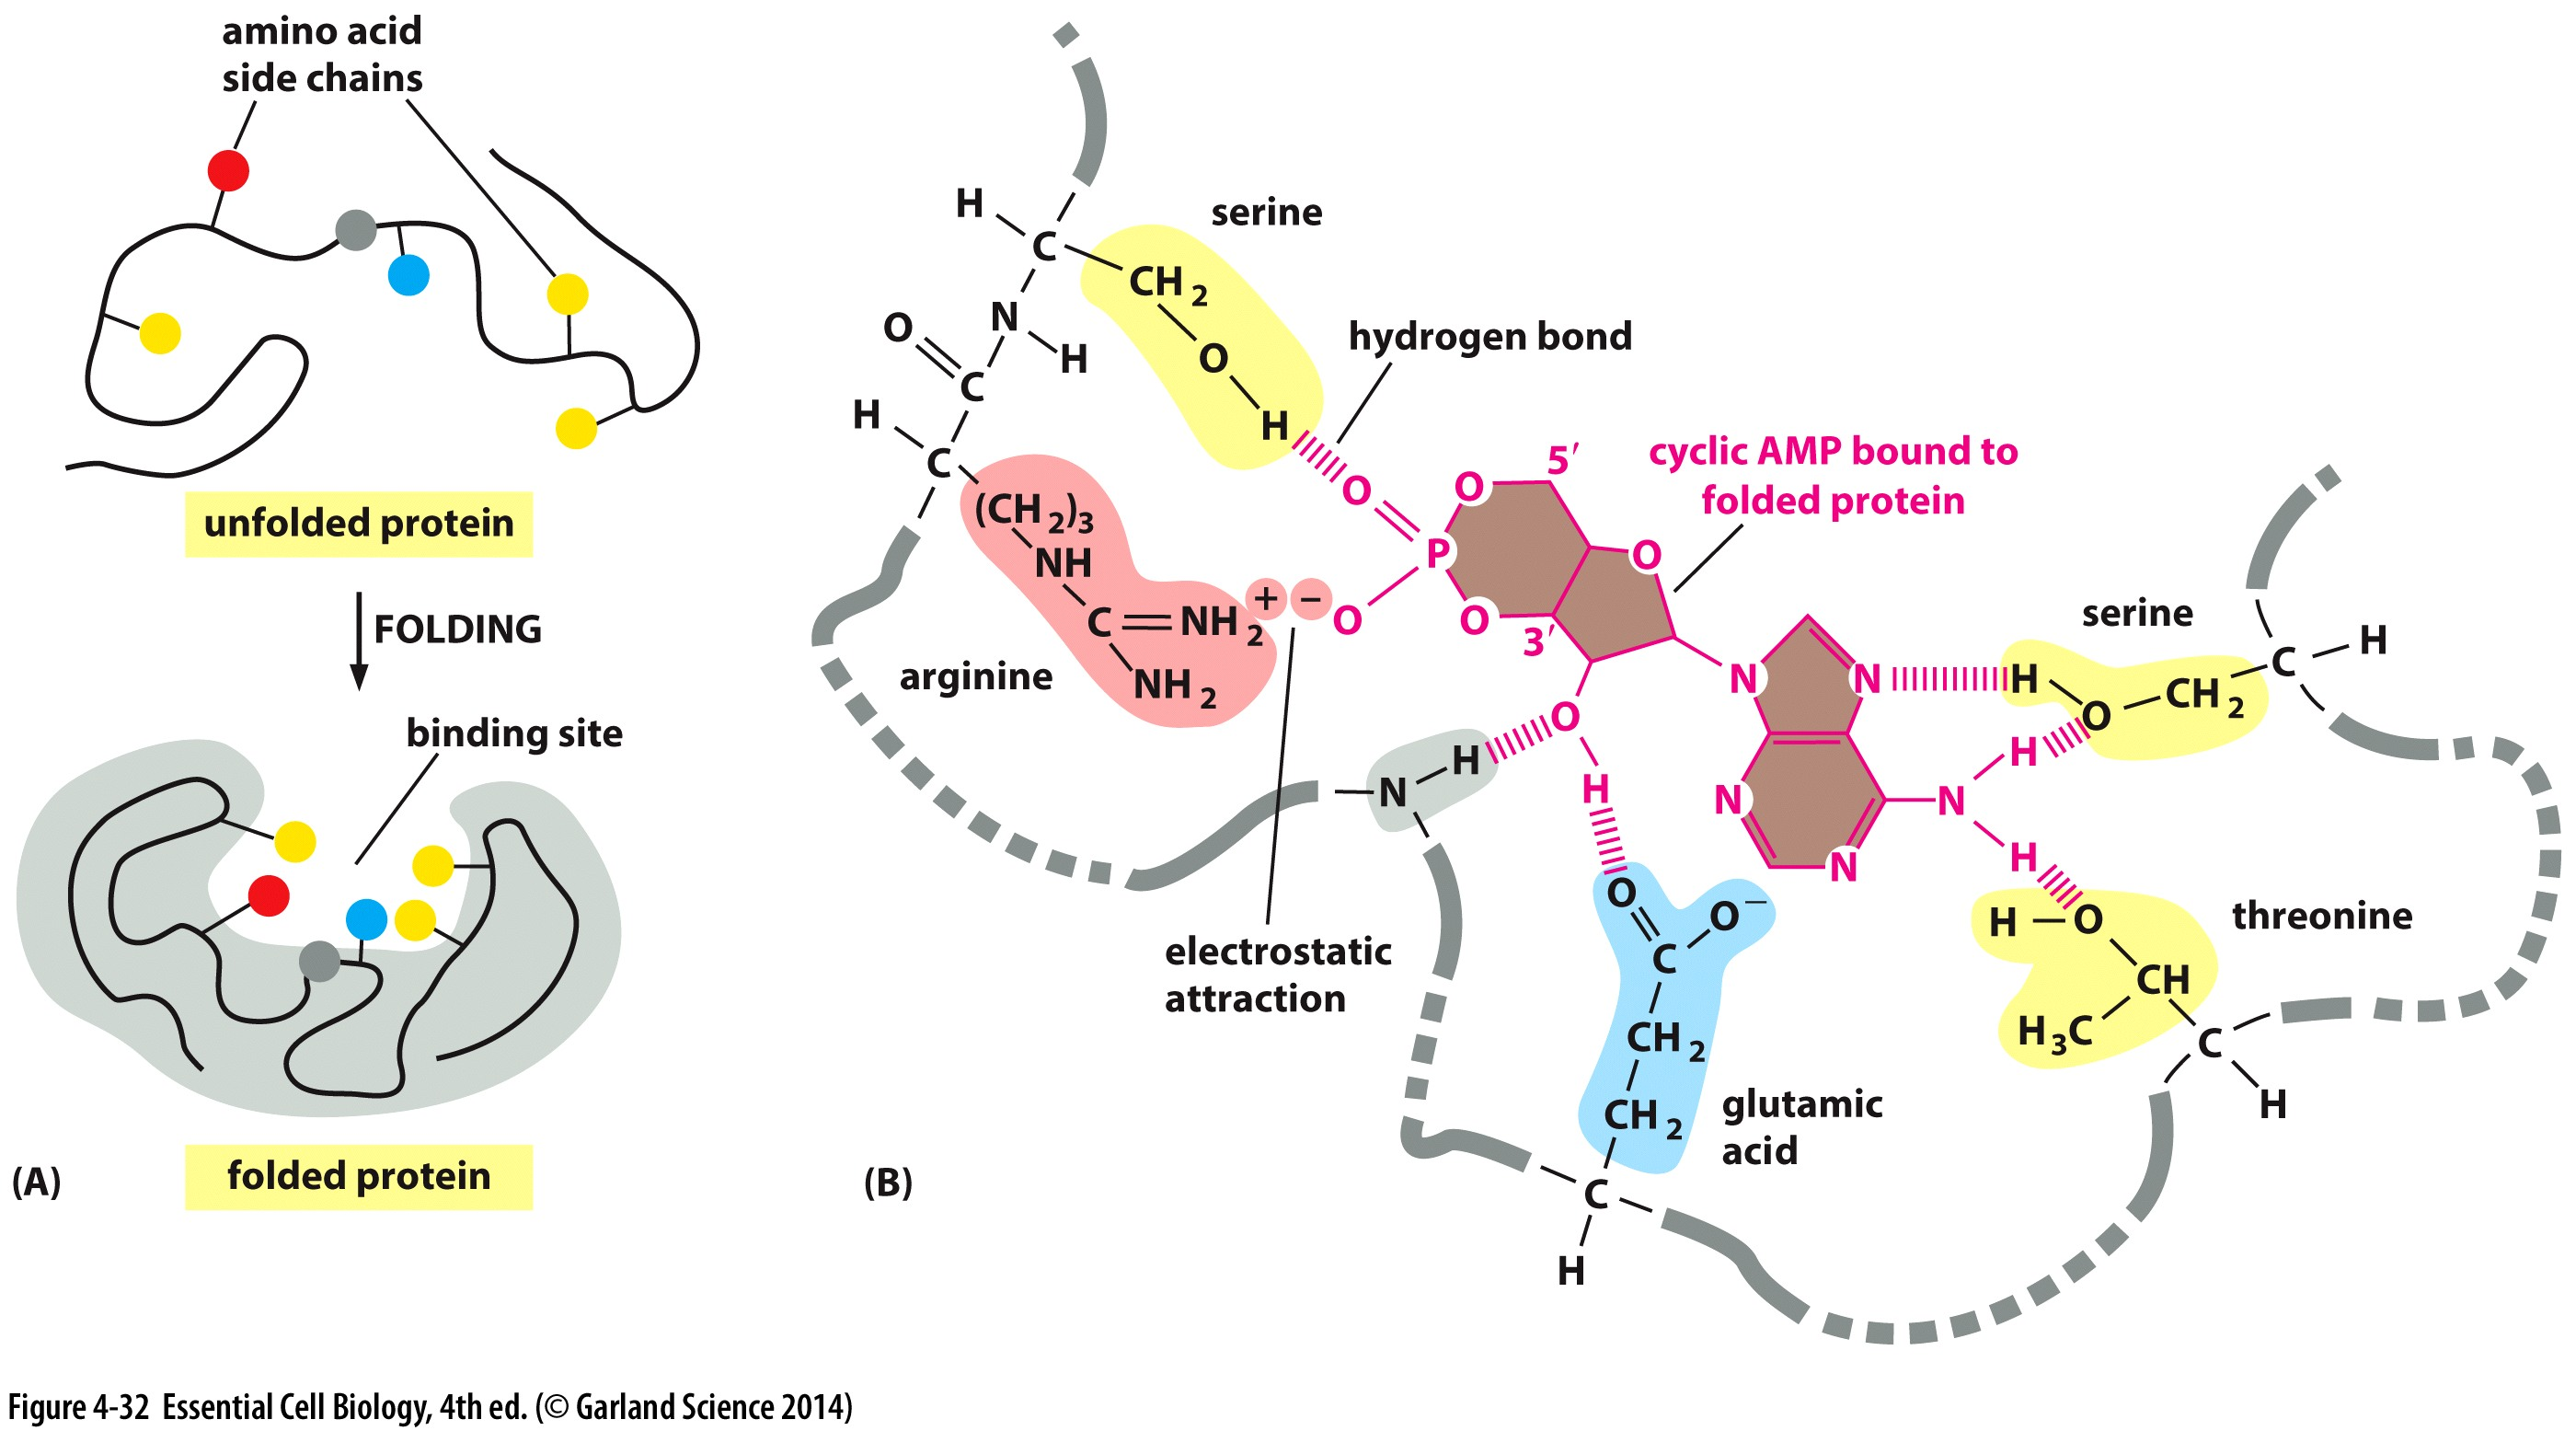 amino acid
side chains
unfolded protein
FOLDING
binding site
folded protein
(A)
H
C
serine
CH2
O
H
N
H
O
C
H
C
hydrogen bond
(CH2)3
NH
C
NH2
+
−
NH2
arginine
electrostatic
attraction
cyclic AMP bound to
folded protein
5′
3′
O
P
O
O
O
O
O
H
N
N
N
N
N
H
H
N
H
serine
H
O
CH2
C
H
O
O−
C
CH2
CH2
glutamic
acid
C
H
H
O
threonine
CH
H3C
C
H
(B)
Figure 4-32 Essential Cell Biology, 4th ed. (© Garland Science 2014)